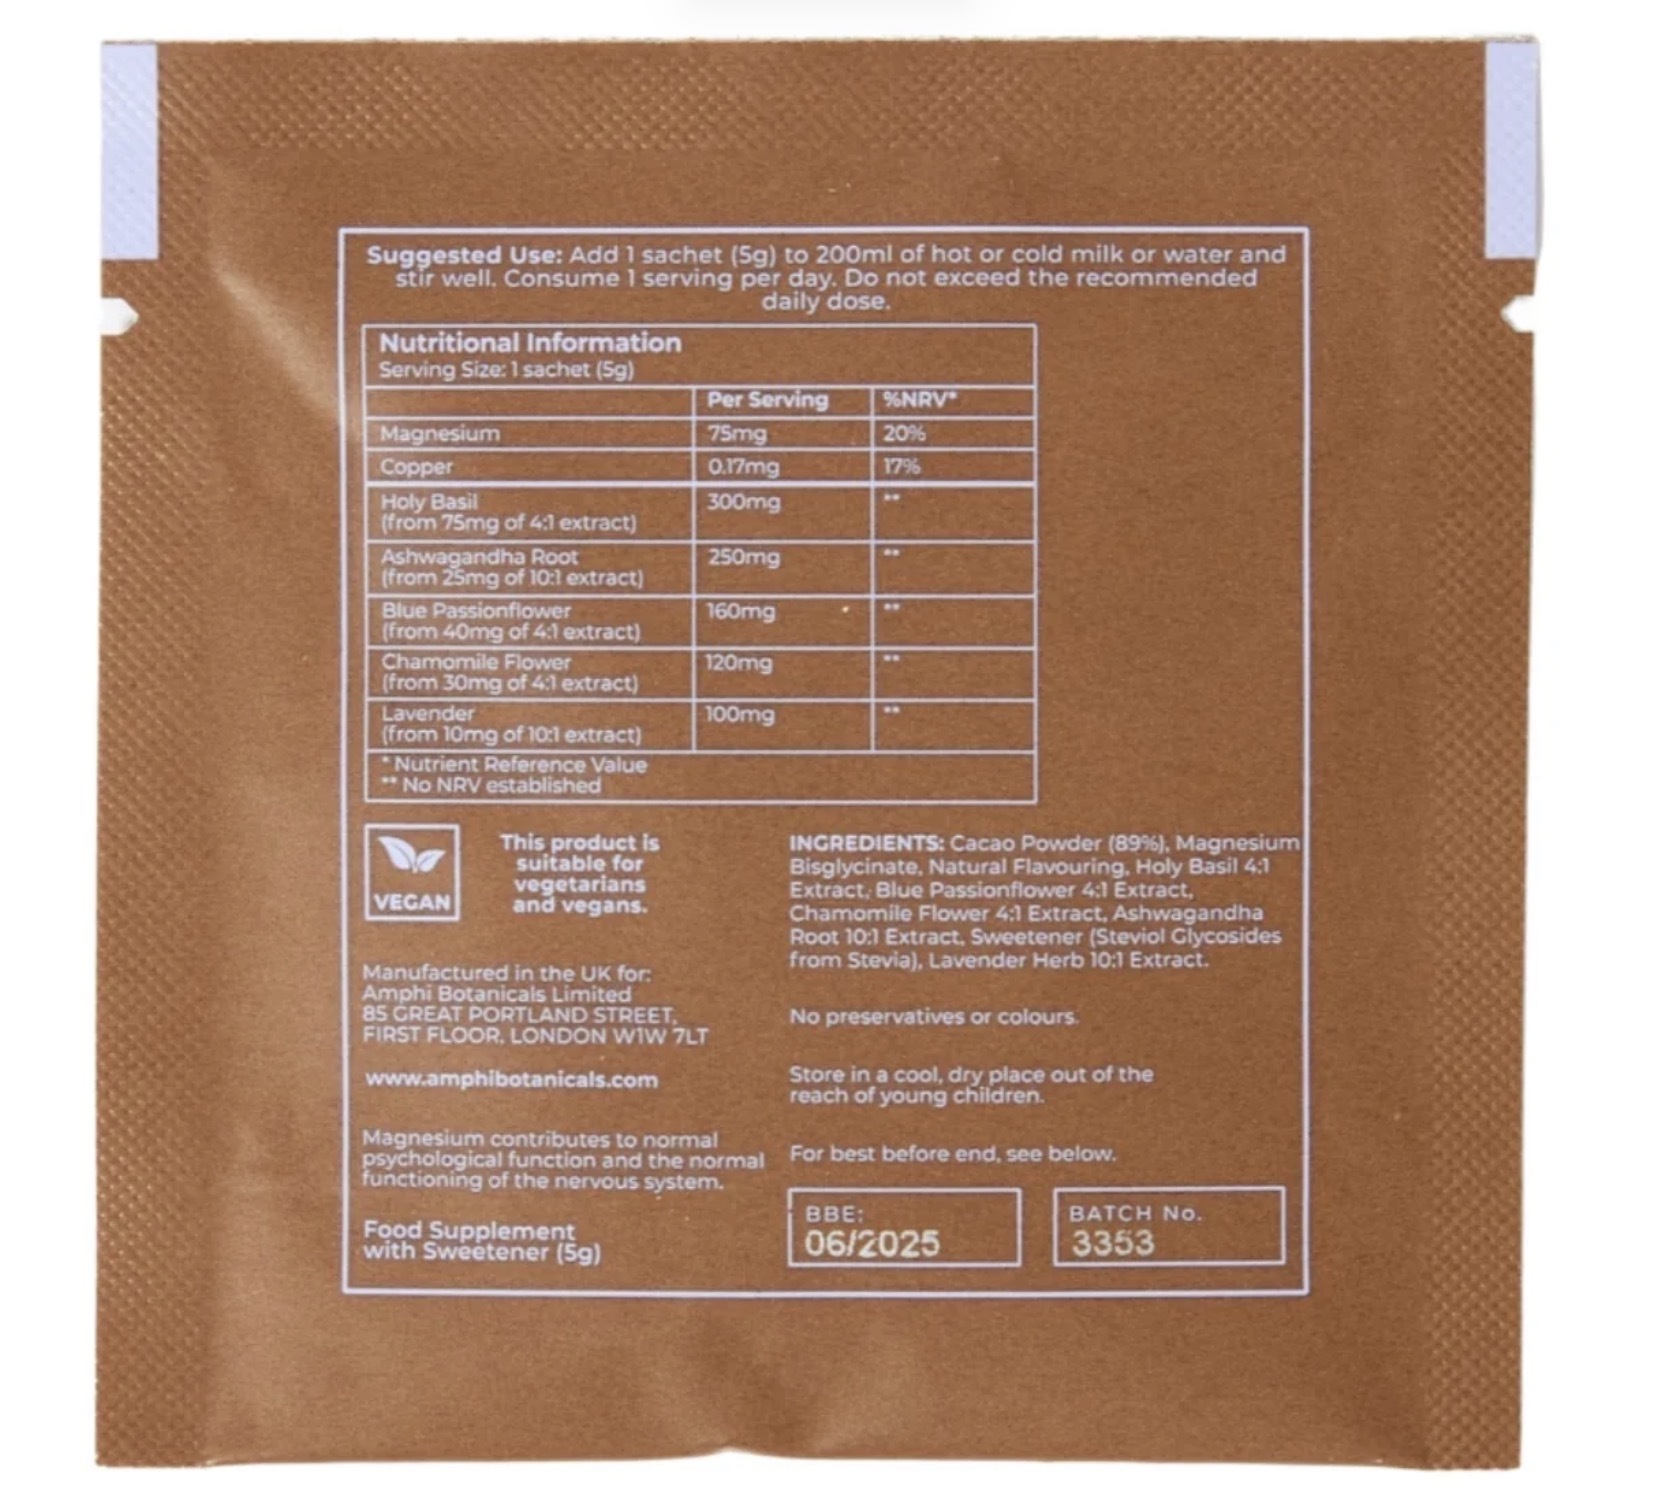 Suggested Use: Add 1 sachet (5g) to 200ml of hot or cold milk or water and
stir well. Consume 1 serving per day. Do not exceed the recommended
daily dose.
Nutritional Information
Serving Size: 1 sachet (5g)
Per Serving %NRV*
Magnesium 75mg 20%
Copper 0.17mg 17%
Holy Basil 300mg **
(from 75mg of 4:1 extract)
Ashwagandha Root 250mg **
(from 25mg of 10:1 extract)
Blue Passionflower 160mg **
(from 40mg of 4:1 extract)
Chamomile Flower 120mg **
(from 30mg of 4:1 extract)
Lavender 100mg **
(from 10mg of 10:1 extract)
* Nutrient Reference Value
** No NRV established
VEGAN
This product is
suitable for
vegetarians
and vegans.
Manufactured in the UK for:
Amphi Botanicals Limited
85 GREAT PORTLAND STREET,
FIRST FLOOR, LONDON W1W 7LT
www.amphibotanicals.com
Magnesium contributes to normal
psychological function and the normal
functioning of the nervous system.
Food Supplement
with Sweetener (5g)
INGREDIENTS: Cacao Powder (89%), Magnesium
Bisglycinate, Natural Flavouring, Holy Basil 4:1
Extract, Blue Passionflower 4:1 Extract,
Chamomile Flower 4:1 Extract, Ashwagandha
Root 10:1 Extract, Sweetener (Steviol Glycosides
from Stevia), Lavender Herb 10:1 Extract.
No preservatives or colours.
Store in a cool, dry place out of the
reach of young children.
For best before end, see below.
BBE:
06/2025
BATCH No.
3353